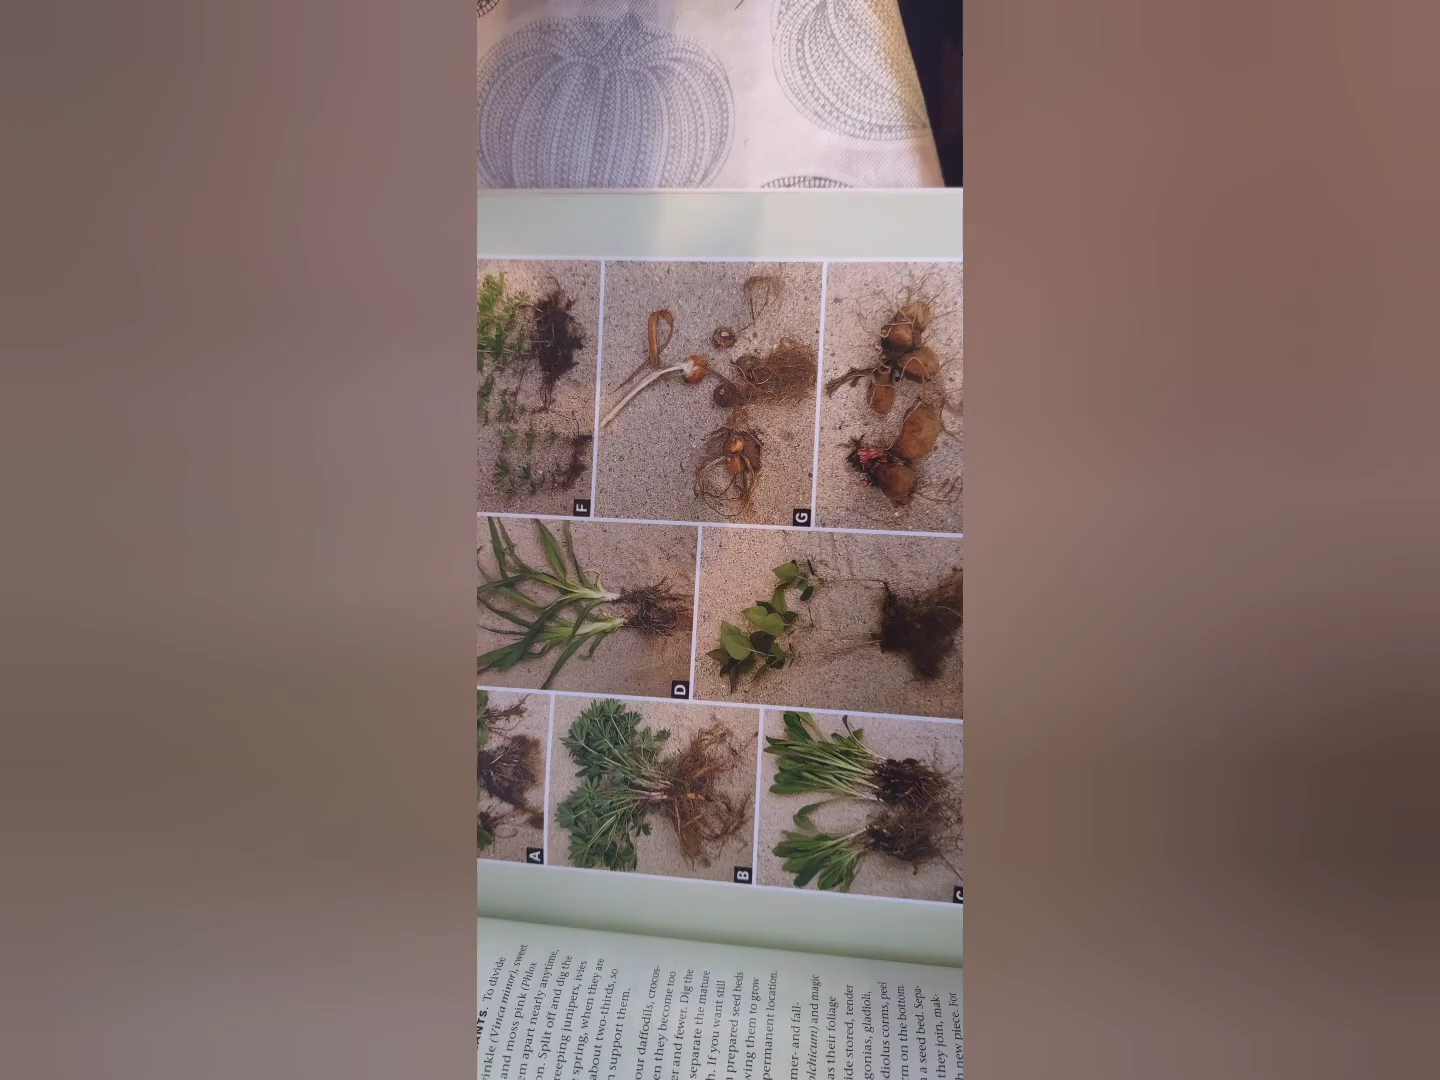 ANTS. To divide
inkle (Vinca minor), sweet
and moss pink (Phlox
em apart nearly anytime,
on. Split off and dig the
reeping junipers, ivies
spring, when they are
about two-thirds, so
n support them.
our daffodils, crocos-
en they become too
er and fewer. Dig the
separate the mature
h. If you want still
prepared seed beds
wing them to grow
permanent location.
mer- and fall-
olchicum) and magic
as their foliage
ide stored, tender
gonias, gladioli,
diolus corms, peel
rm on the bottom.
n a seed bed. Sepa-
they join, mak-
h new piece. For
A
B
C
D
F
G